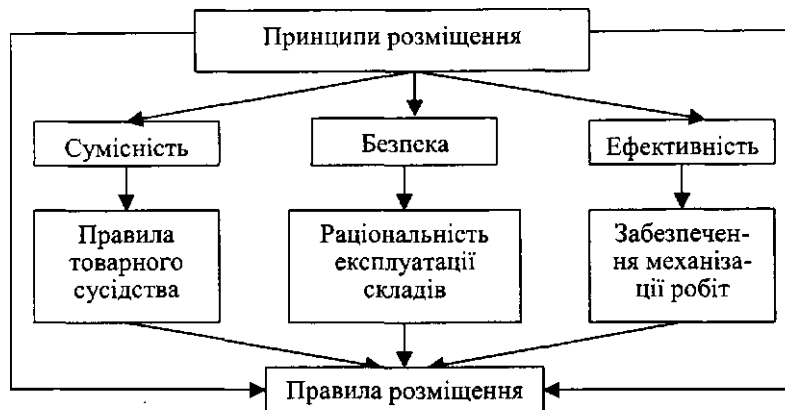 Принципи розміщення
Сумісність
Безпека
Ефективність
Правила
товарного
сусідства
Раціональність
експлуатації
складів
Забезпечен-
ня механіза-
ції робіт
Правила розміщення